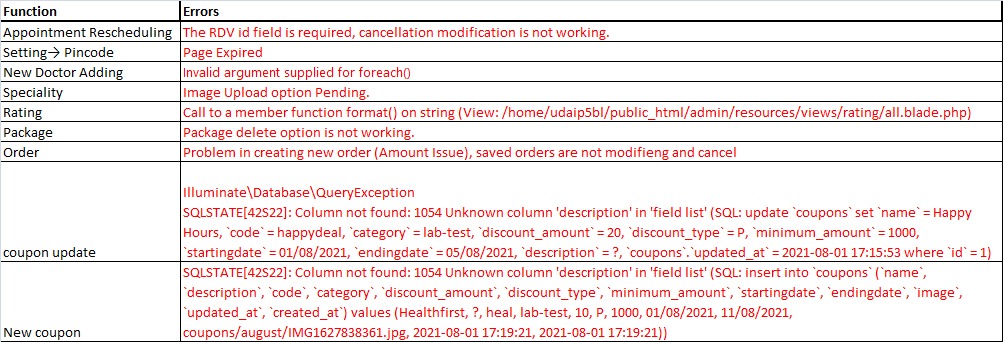 Function Errors
Appointment Rescheduling The RDV id field is required, cancellation modification is not working.
Setting→ Pincode Page Expired
New Doctor Adding Invalid argument supplied for foreach()
Speciality Image Upload option Pending.
Rating Call to a member function format() on string (View: /home/udaip5bl/public_html/admin/resources/views/rating/all.blade.php)
Package Package delete option is not working.
Order Problem in creating new order (Amount Issue), saved orders are not modifieng and cancel
Illuminate\Database\QueryException
SQLSTATE[42S22]: Column not found: 1054 Unknown column 'description' in 'field list' (SQL: update `coupons` set `name` = Happy
Hours, `code` = happydeal, `category` = lab-test, `discount_amount` = 20, `discount_type` = P, `minimum_amount` = 1000,
coupon update `startingdate` = 01/08/2021, `endingdate` = 05/08/2021, `description` = ?, `coupons`.`updated_at` = 2021-08-01 17:15:53 where `id` = 1)
SQLSTATE[42S22]: Column not found: 1054 Unknown column 'description' in 'field list' (SQL: insert into `coupons` (`name`,
`description`, `code`, `category`, `discount_amount`, `discount_type`, `minimum_amount`, `startingdate`, `endingdate`, `image`,
`updated_at`, `created_at`) values (Healthfirst, ?, heal, lab-test, 10, P, 1000, 01/08/2021, 11/08/2021,
New coupon coupons/august/IMG1627838361.jpg, 2021-08-01 17:19:21, 2021-08-01 17:19:21))